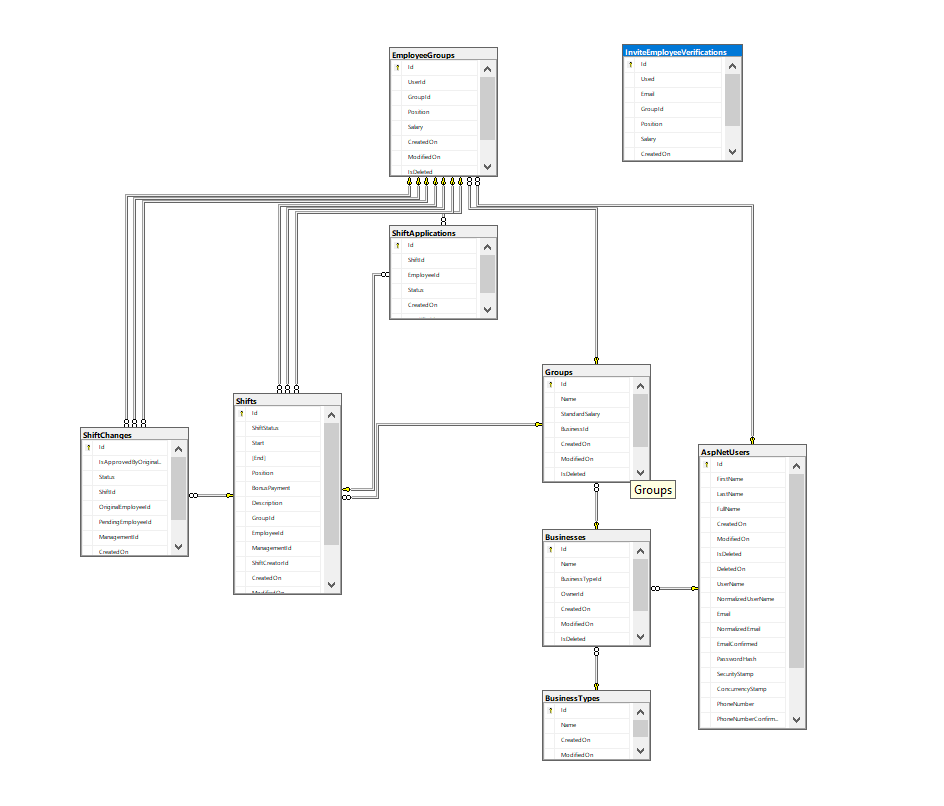 EmployeeGroups
Id
UserId
GroupId
Position
Salary
CreatedOn
ModifiedOn
IsDeleted
InviteEmployeeVerifications
Id
Used
Email
GroupId
Position
Salary
CreatedOn
ShiftApplications
Id
ShiftId
EmployeeId
Status
CreatedOn
Groups
Id
Name
StandardSalary
BusinessId
CreatedOn
ModifiedOn
IsDeleted
Groups
Shifts
Id
ShiftStatus
Start
[End]
Position
BonusPayment
Description
GroupId
EmployeeId
ManagementId
ShiftCreatorId
CreatedOn
ModifiedOn
ShiftChanges
Id
IsApprovedByOriginal...
Status
ShiftId
OriginalEmployeeId
PendingEmployeeId
ManagementId
CreatedOn
AspNetUsers
Id
FirstName
LastName
FullName
CreatedOn
ModifiedOn
IsDeleted
DeletedOn
UserName
NormalizedUserName
Email
NormalizedEmail
EmailConfirmed
PasswordHash
SecurityStamp
ConcurrencyStamp
PhoneNumber
PhoneNumberConfirm...
Businesses
Id
Name
BusinessTypeId
OwnerId
CreatedOn
ModifiedOn
IsDeleted
BusinessTypes
Id
Name
CreatedOn
ModifiedOn